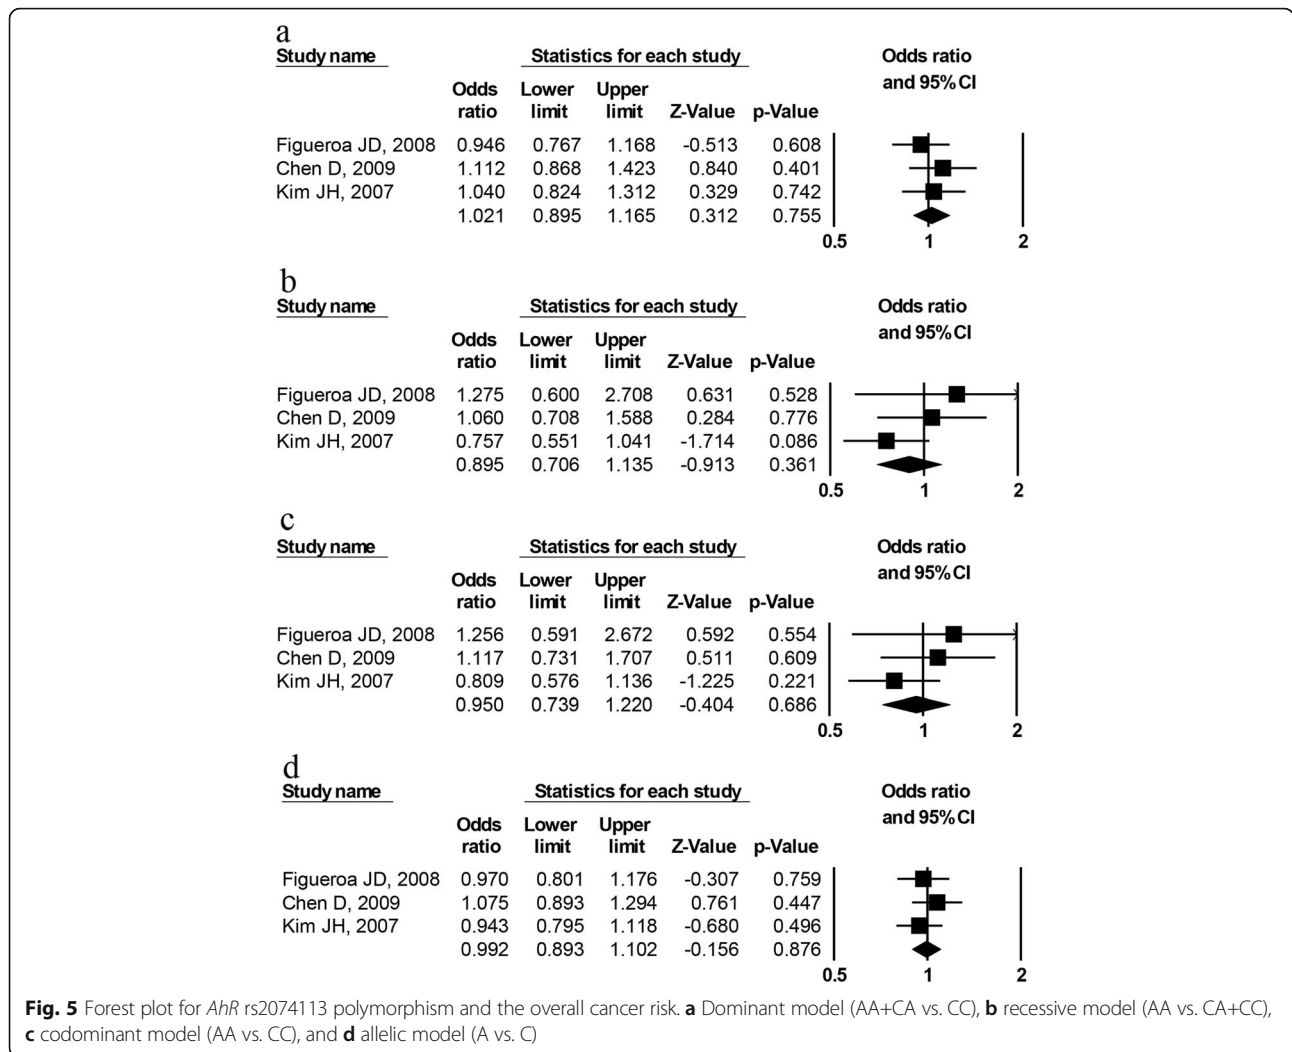 a
Study name Statistics for each study Odds ratio
and 95% CI
Odds Lower Upper
ratio limit limit Z-Value p-Value
Figueroa JD, 2008 0.946 0.767 1.168 -0.513 0.608
Chen D, 2009 1.112 0.868 1.423 0.840 0.401
Kim JH, 2007 1.040 0.824 1.312 0.329 0.742
1.021 0.895 1.165 0.312 0.755
0.5 1 2
b
Study name Statistics for each study Odds ratio
and 95% CI
Odds Lower Upper
ratio limit limit Z-Value p-Value
Figueroa JD, 2008 1.275 0.600 2.708 0.631 0.528
Chen D, 2009 1.060 0.708 1.588 0.284 0.776
Kim JH, 2007 0.757 0.551 1.041 -1.714 0.086
0.895 0.706 1.135 -0.913 0.361
0.5 1 2
c
Study name Statistics for each study Odds ratio
and 95% CI
Odds Lower Upper
ratio limit limit Z-Value p-Value
Figueroa JD, 2008 1.256 0.591 2.672 0.592 0.554
Chen D, 2009 1.117 0.731 1.707 0.511 0.609
Kim JH, 2007 0.809 0.576 1.136 -1.225 0.221
0.950 0.739 1.220 -0.404 0.686
0.5 1 2
d
Study name Statistics for each study Odds ratio
and 95% CI
Odds Lower Upper
ratio limit limit Z-Value p-Value
Figueroa JD, 2008 0.970 0.801 1.176 -0.307 0.759
Chen D, 2009 1.075 0.893 1.294 0.761 0.447
Kim JH, 2007 0.943 0.795 1.118 -0.680 0.496
0.992 0.893 1.102 -0.156 0.876
0.5 1 2
Fig. 5 Forest plot for AhR rs2074113 polymorphism and the overall cancer risk. a Dominant model (AA+CA vs. CC), b recessive model (AA vs. CA+CC),
c codominant model (AA vs. CC), and d allelic model (A vs. C)